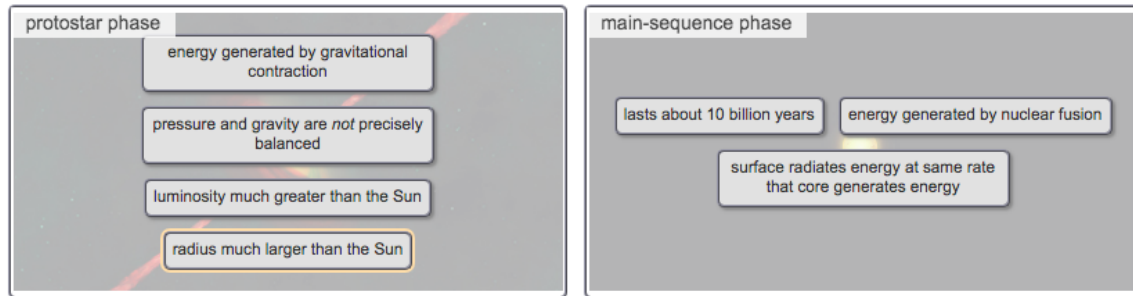 protostar phase
energy generated by gravitational
contraction
pressure and gravity are not precisely
balanced
luminosity much greater than the Sun
radius much larger than the Sun
main-sequence phase
lasts about 10 billion years
energy generated by nuclear fusion
surface radiates energy at same rate
that core generates energy